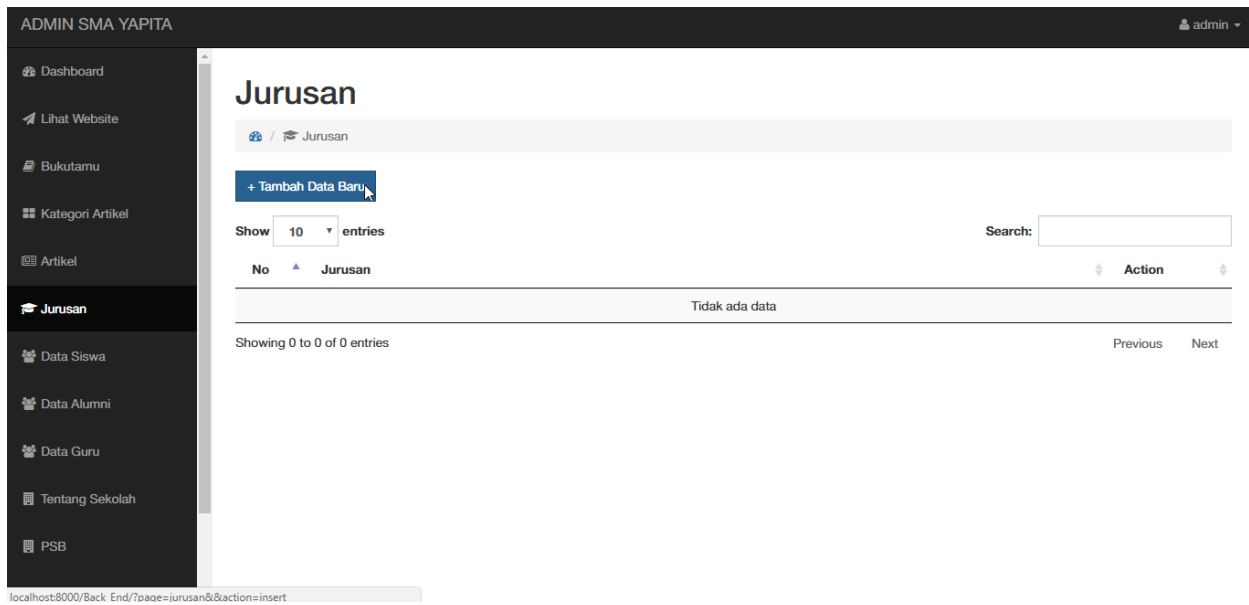 ADMIN SMA YAPITA
admin
Dashboard
Lihat Website
Bukutamu
Kategori Artikel
Artikel
Jurusan
Data Siswa
Data Alumni
Data Guru
Tentang Sekolah
PSB
Jurusan
/ Jurusan
+ Tambah Data Baru
Show 10 entries
Search:
No Jurusan Action
Tidak ada data
Showing 0 to 0 of 0 entries
Previous Next
localhost:8000/Back_End/?page=jurusan&&action=insert